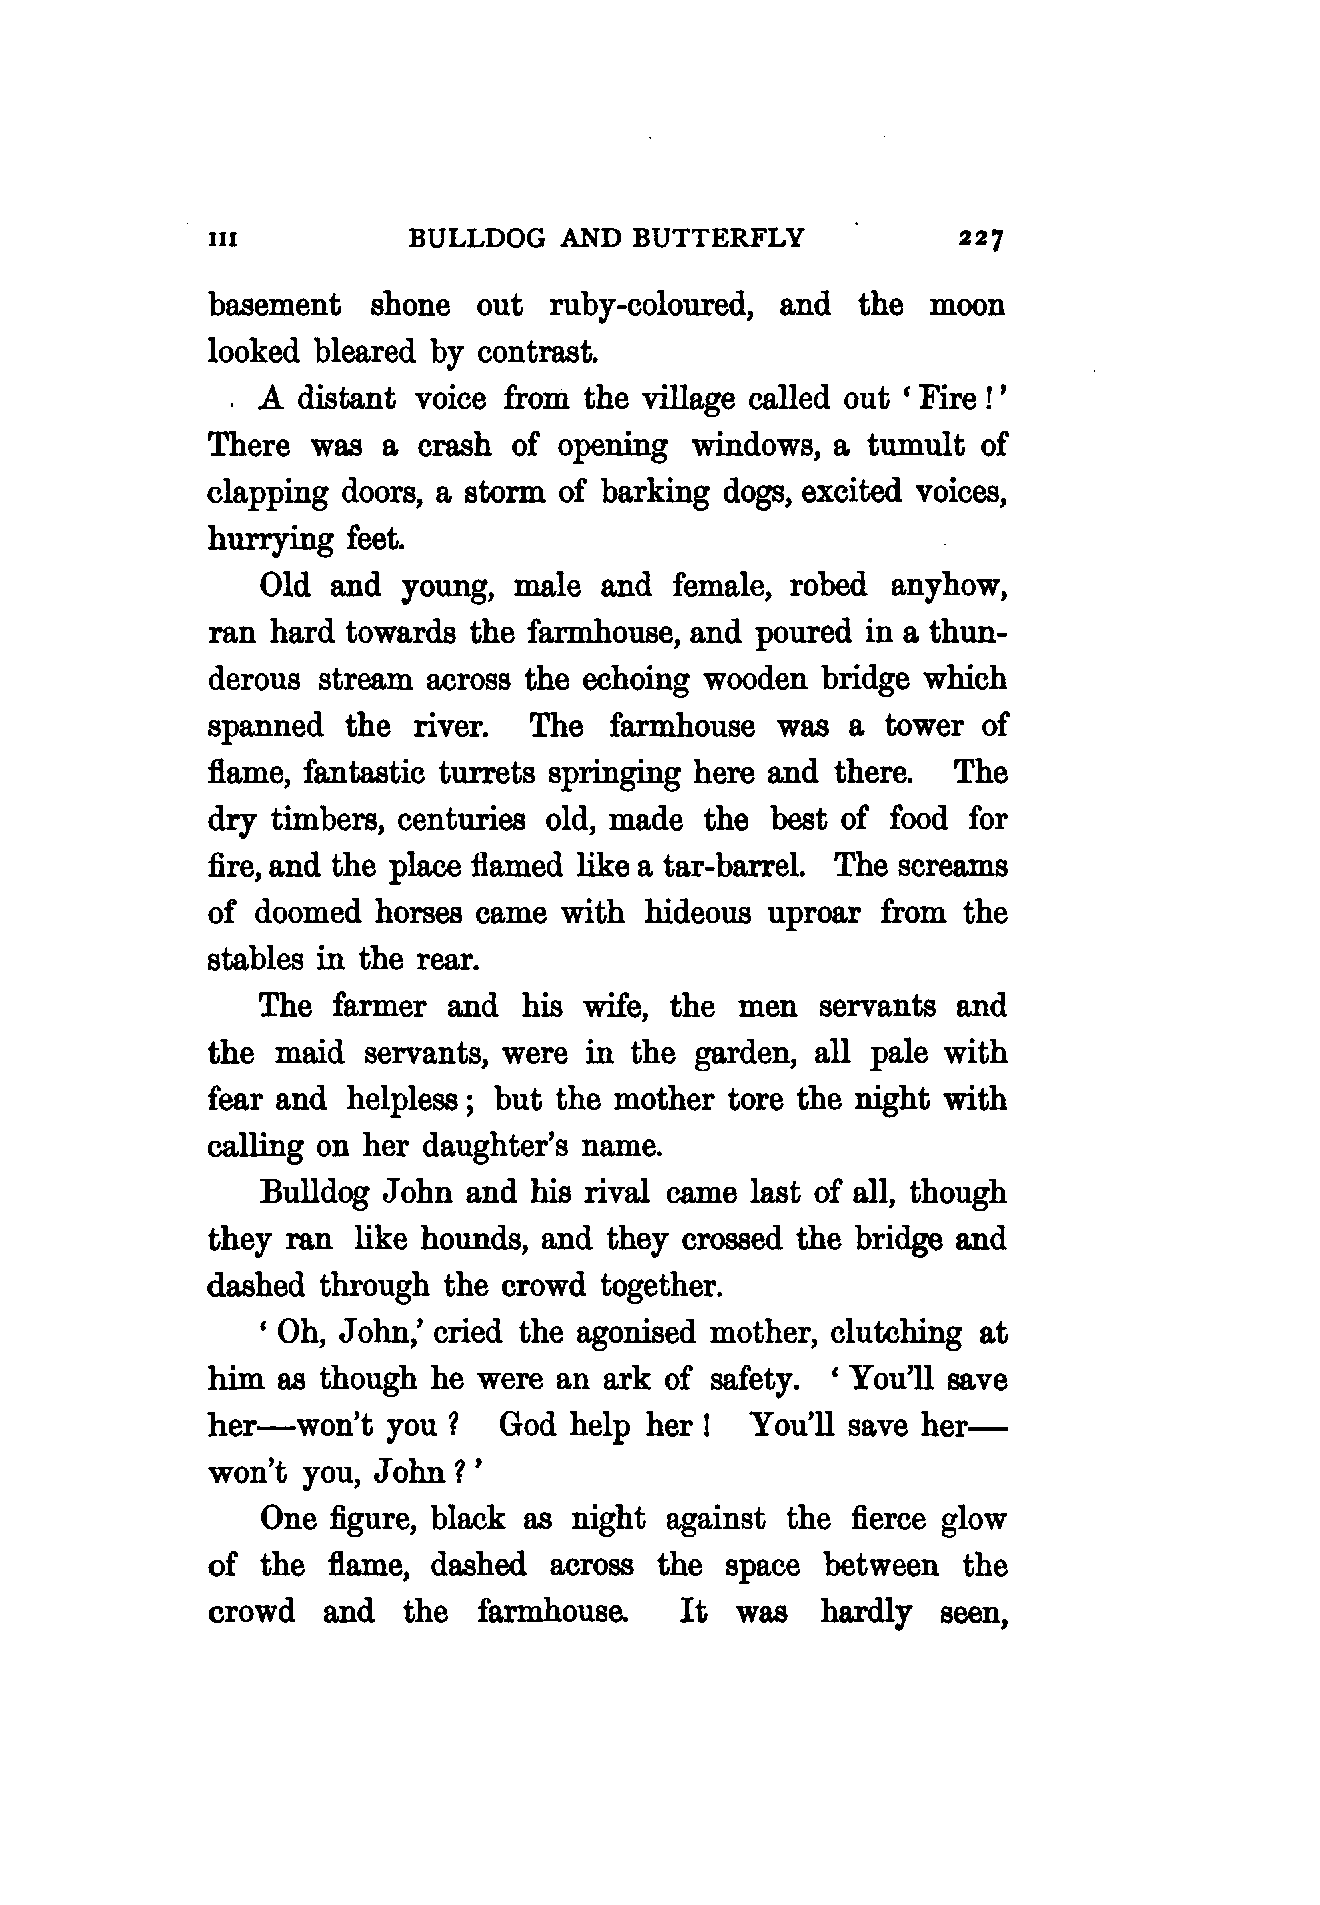 III BULLDOG AND BUTTERFLY 227
basement shone out ruby-coloured, and the moon
looked bleared by contrast.
A distant voice from the village called out ‘Fire!’
There was a crash of opening windows, a tumult of
clapping doors, a storm of barking dogs, excited voices,
hurrying feet.
Old and young, male and female, robed anyhow,
ran hard towards the farmhouse, and poured in a thun-
derous stream across the echoing wooden bridge which
spanned the river. The farmhouse was a tower of
flame, fantastic turrets springing here and there. The
dry timbers, centuries old, made the best of food for
fire, and the place flamed like a tar-barrel. The screams
of doomed horses came with hideous uproar from the
stables in the rear.
The farmer and his wife, the men servants and
the maid servants, were in the garden, all pale with
fear and helpless; but the mother tore the night with
calling on her daughter’s name.
Bulldog John and his rival came last of all, though
they ran like hounds, and they crossed the bridge and
dashed through the crowd together.
‘Oh, John,’ cried the agonised mother, clutching at
him as though he were an ark of safety. ‘You’ll save
her—won’t you? God help her! You’ll save her—
won’t you, John?’
One figure, black as night against the fierce glow
of the flame, dashed across the space between the
crowd and the farmhouse. It was hardly seen,